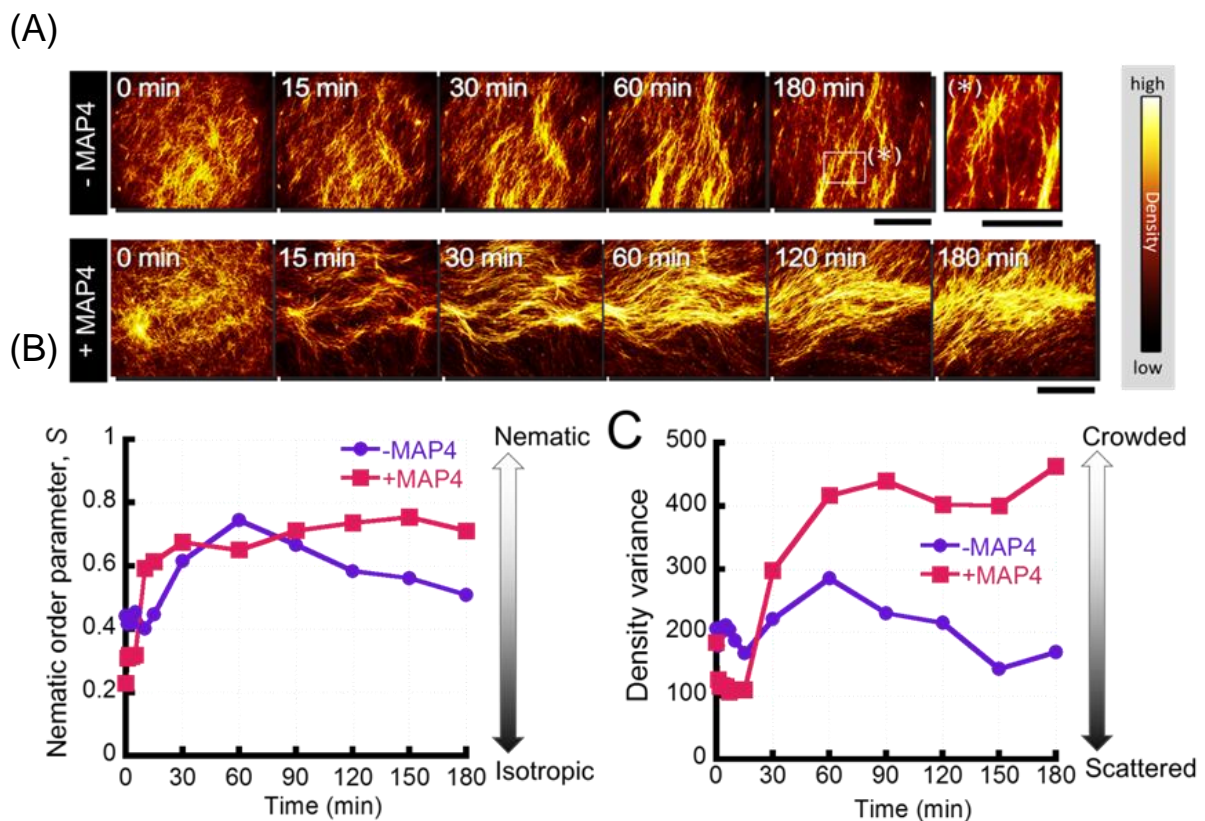 (A)
- MAP4
0 min
15 min
30 min
60 min
180 min
(*)
(*)
high
Density
low
+ MAP4
0 min
15 min
30 min
60 min
120 min
180 min
(B)
Nematic order parameter, S
1
0.8
0.6
0.4
0.2
0
0 30 60 90 120 150 180
Time (min)
-MAP4
+MAP4
Nematic
Isotropic
C
Density variance
500
400
300
200
100
0
0 30 60 90 120 150 180
Time (min)
-MAP4
+MAP4
Crowded
Scattered